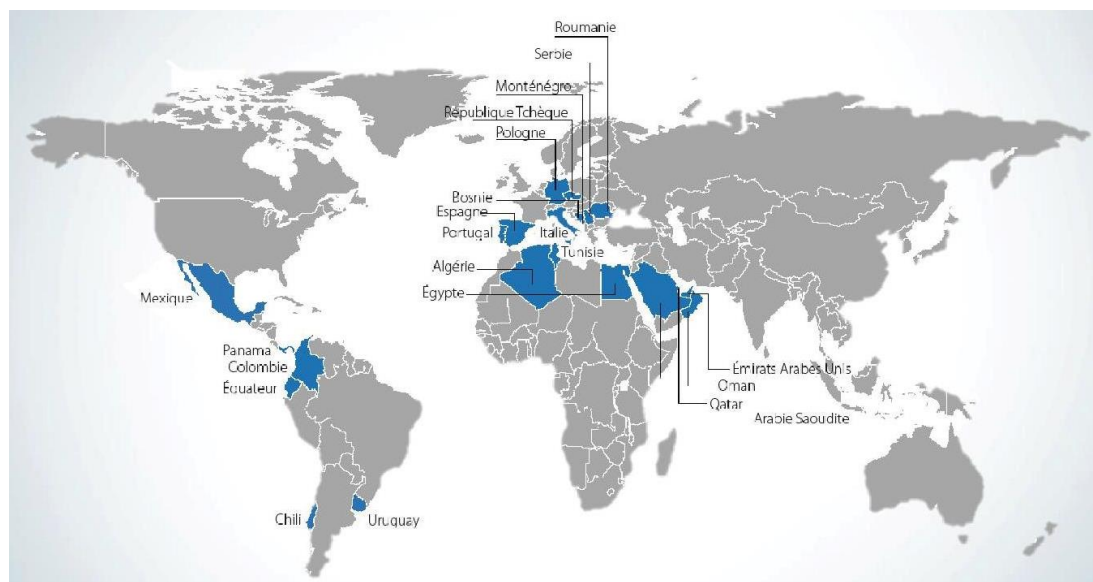 Roumanie
Serbie
Monténégro
République Tchèque
Pologne
Bosnie
Espagne
Portugal
Italie
Tunisie
Algérie
Égypte
Mexique
Panama
Colombie
Équateur
Émirats Arabes Unis
Oman
Qatar
Arabie Saoudite
Chili
Uruguay